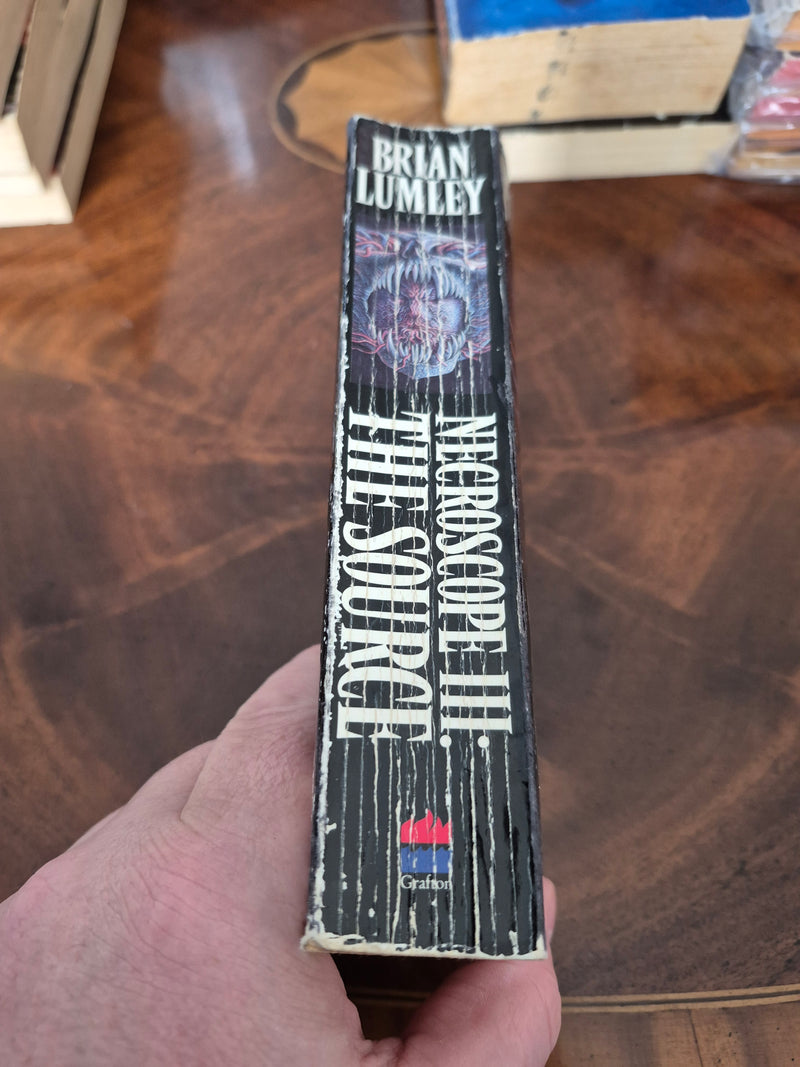 BRIAN
LUMLEY
NECROSCOPE III:
THE SOURCE
Grafton